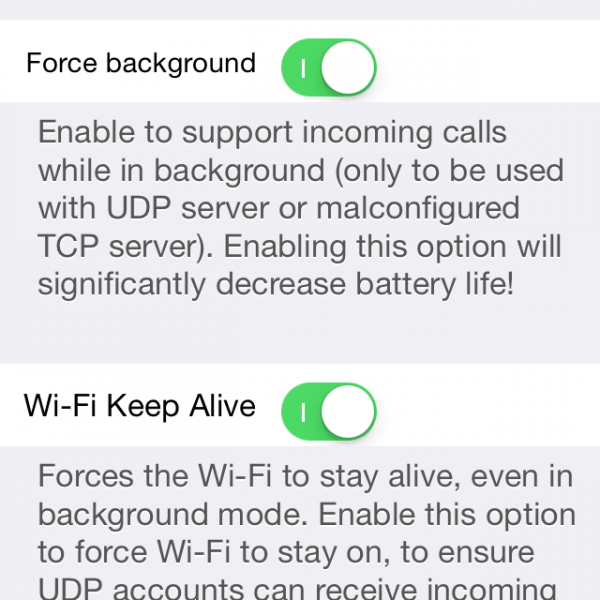 Force background
Enable to support incoming calls
while in background (only to be used
with UDP server or malconfigured
TCP server). Enabling this option will
significantly decrease battery life!
Wi-Fi Keep Alive
Forces the Wi-Fi to stay alive, even in
background mode. Enable this option
to force Wi-Fi to stay on, to ensure
UDP accounts can receive incoming